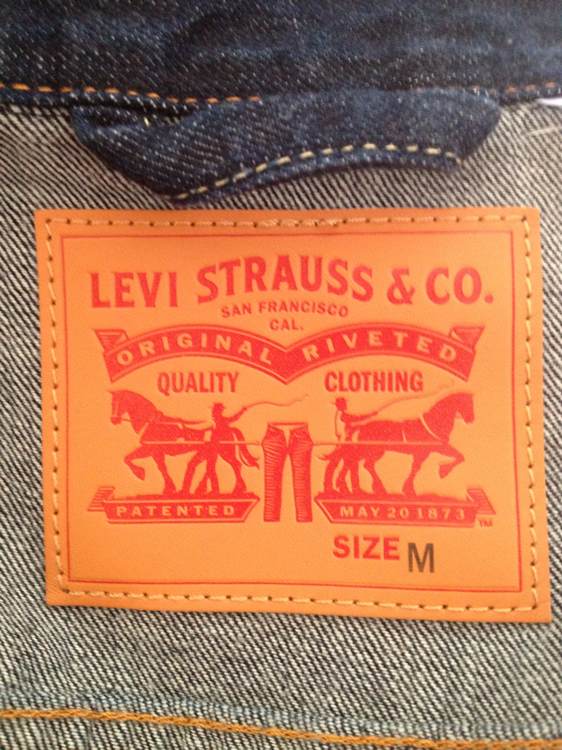 LEVI STRAUSS & CO.
SAN FRANCISCO
CAL.
ORIGINAL RIVETED
QUALITY CLOTHING
PATENTED MAY 20 1873 TM
SIZE M